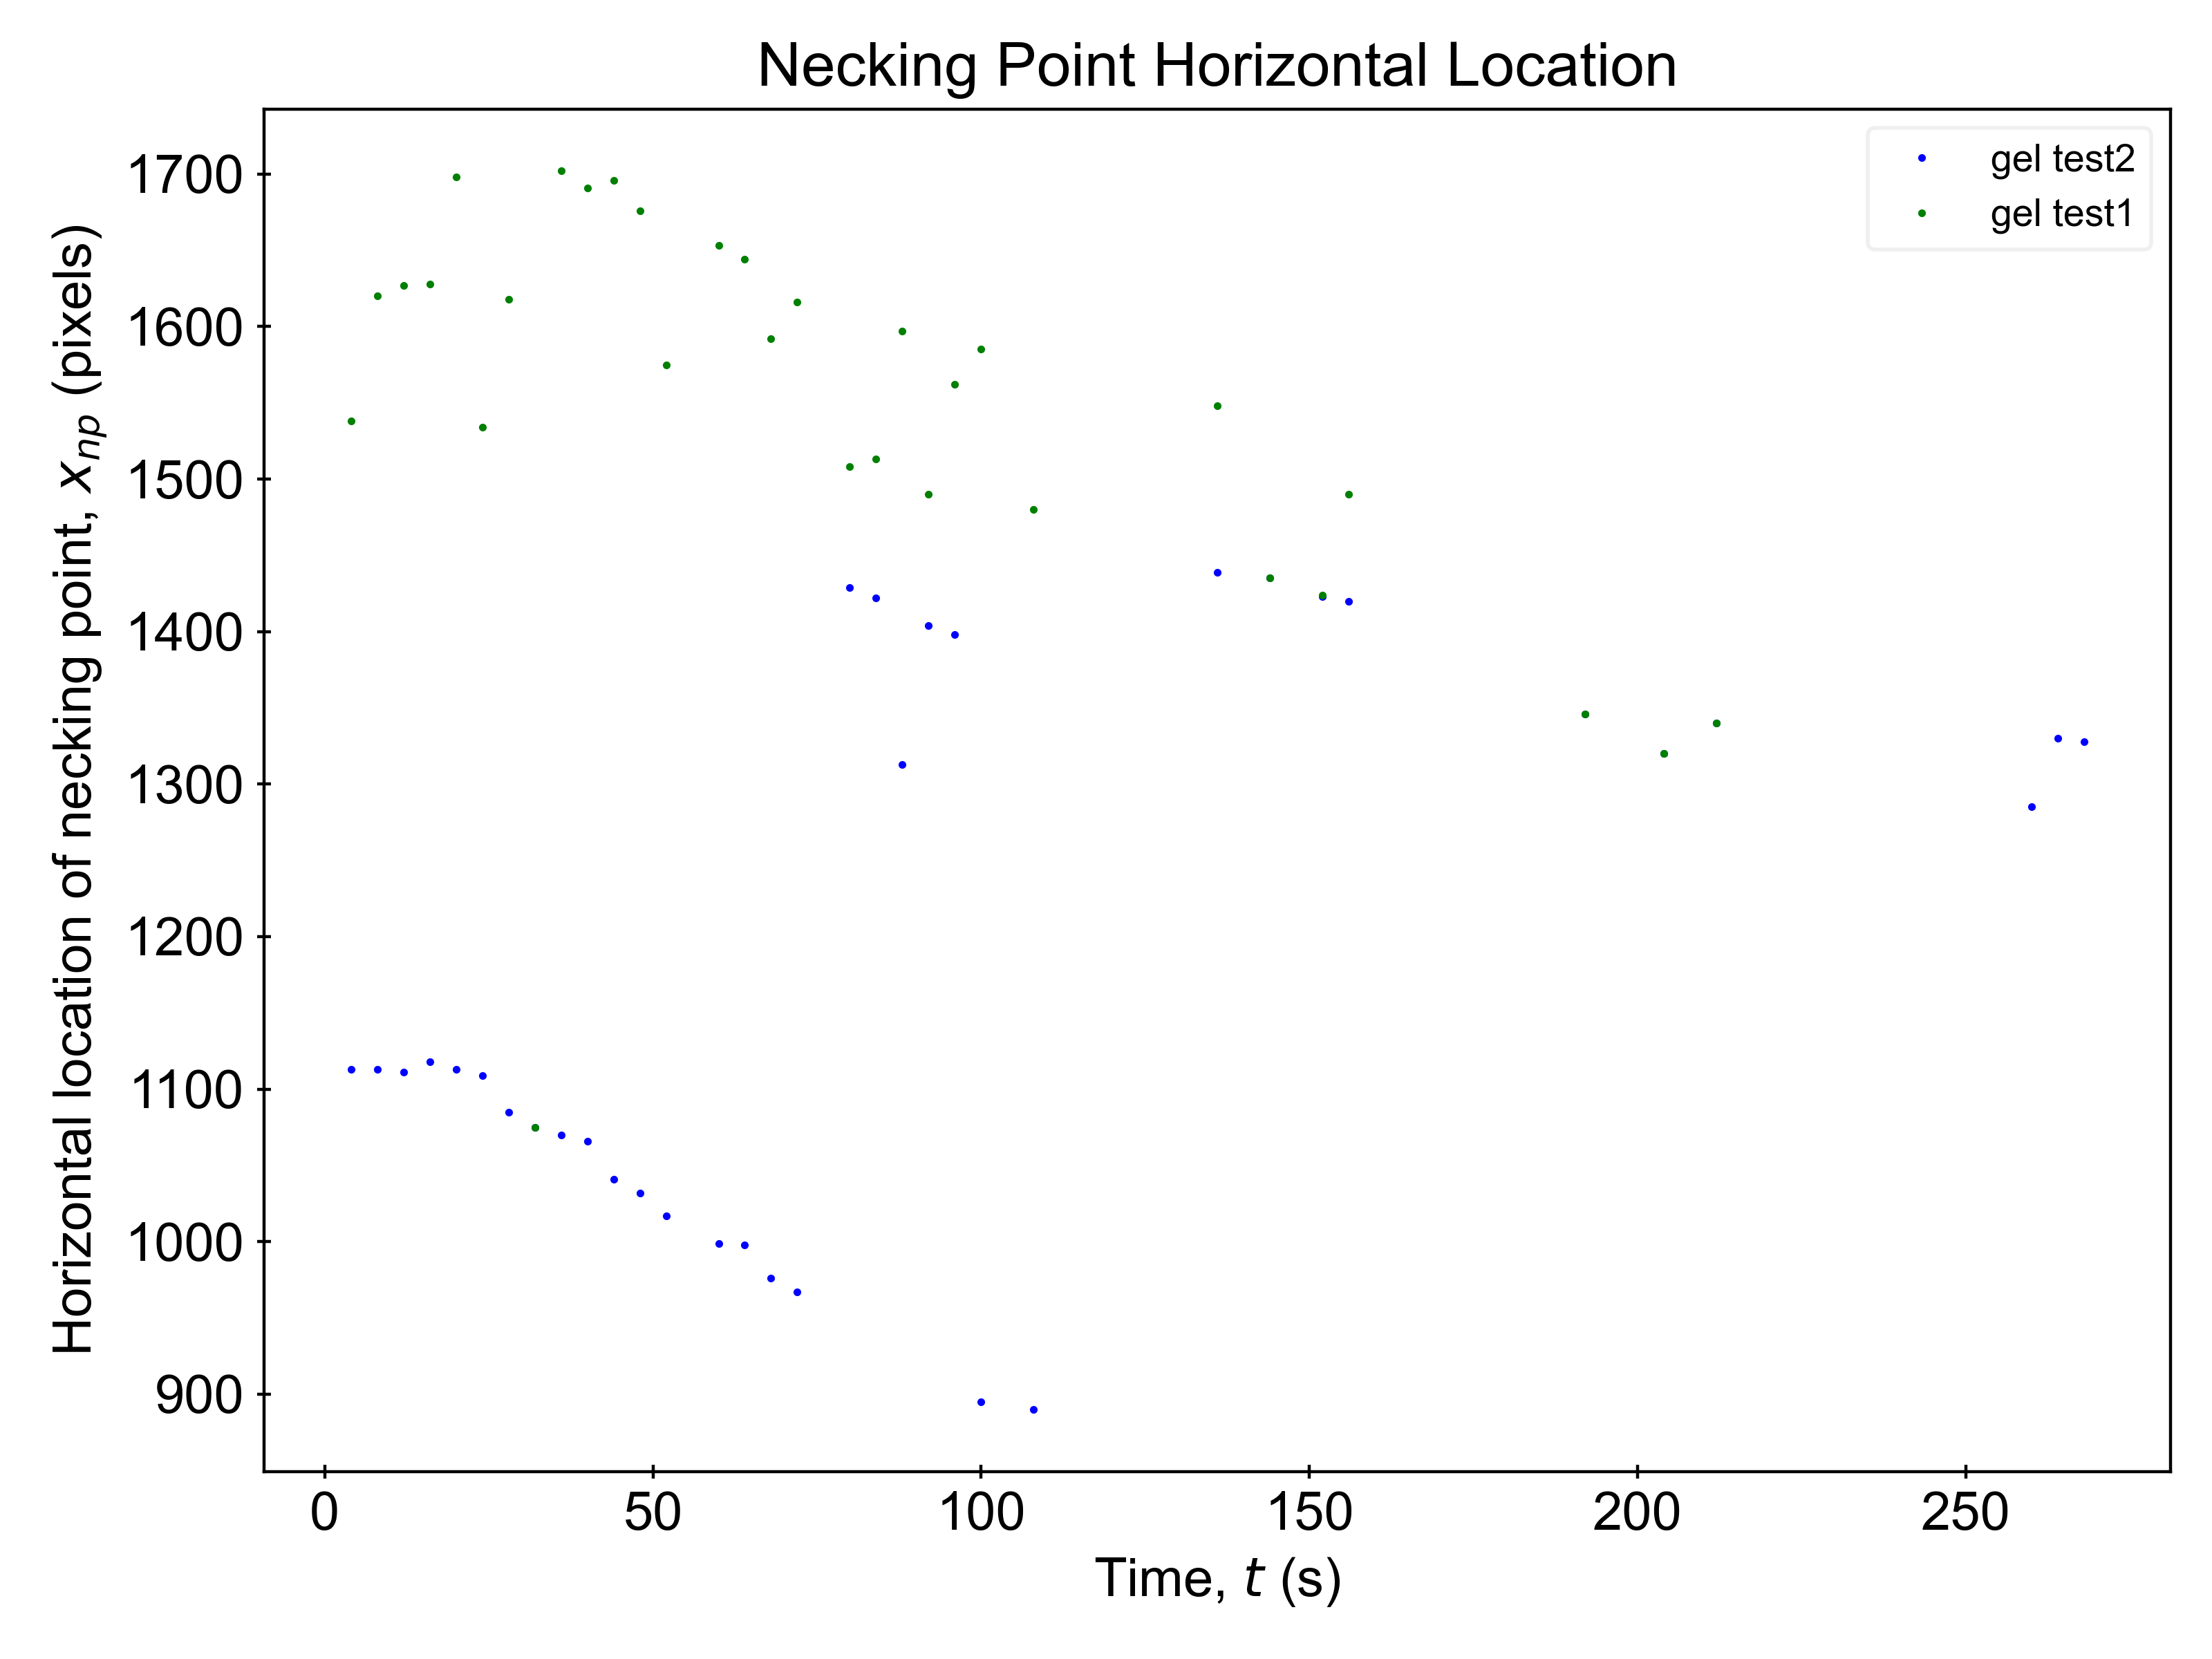 Necking Point Horizontal Location
gel test2
gel test1
Horizontal location of necking point, x_np (pixels)
1700
1600
1500
1400
1300
1200
1100
1000
900
0 50 100 150 200 250
Time, t (s)